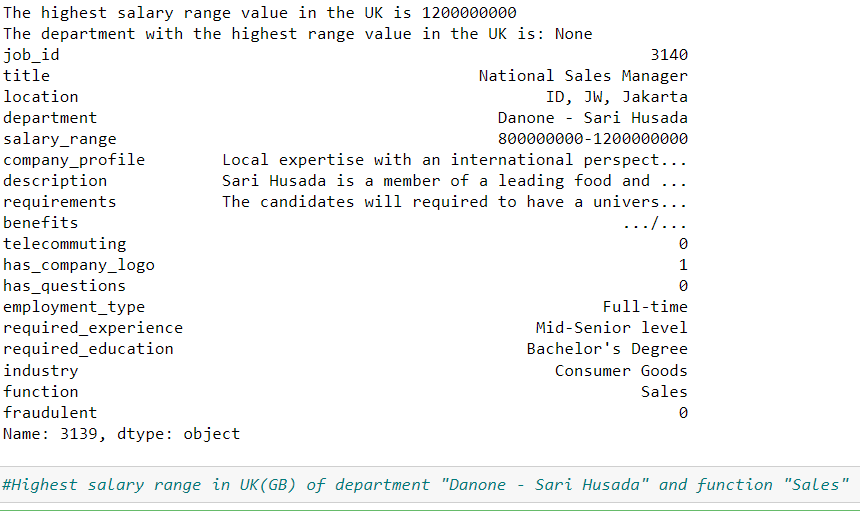 The highest salary range value in the UK is 1200000000
The department with the highest range value in the UK is: None
job_id 3140
title National Sales Manager
location ID, JW, Jakarta
department Danone - Sari Husada
salary_range 800000000-1200000000
company_profile Local expertise with an international perspect...
description Sari Husada is a member of a leading food and ...
requirements The candidates will required to have a univers...
benefits .../...
telecommuting 0
has_company_logo 1
has_questions 0
employment_type Full-time
required_experience Mid-Senior level
required_education Bachelor's Degree
industry Consumer Goods
function Sales
fraudulent 0
Name: 3139, dtype: object
#Highest salary range in UK(GB) of department "Danone - Sari Husada" and function "Sales"